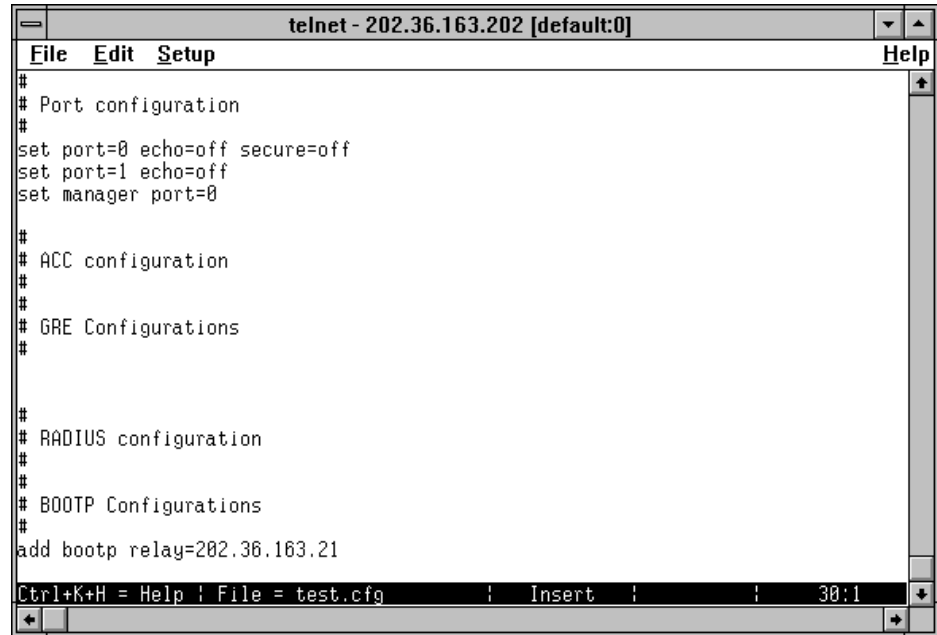 telnet - 202.36.163.202 [default:0]
File Edit Setup Help
#
# Port configuration
#
set port=0 echo=off secure=off
set port=1 echo=off
set manager port=0
#
# ACC configuration
#
#
# GRE Configurations
#
#
# RADIUS configuration
#
#
# BOOTP Configurations
#
add bootp relay=202.36.163.21
Ctrl+K+H = Help ¦ File = test.cfg ¦ Insert ¦ ¦ 30:1